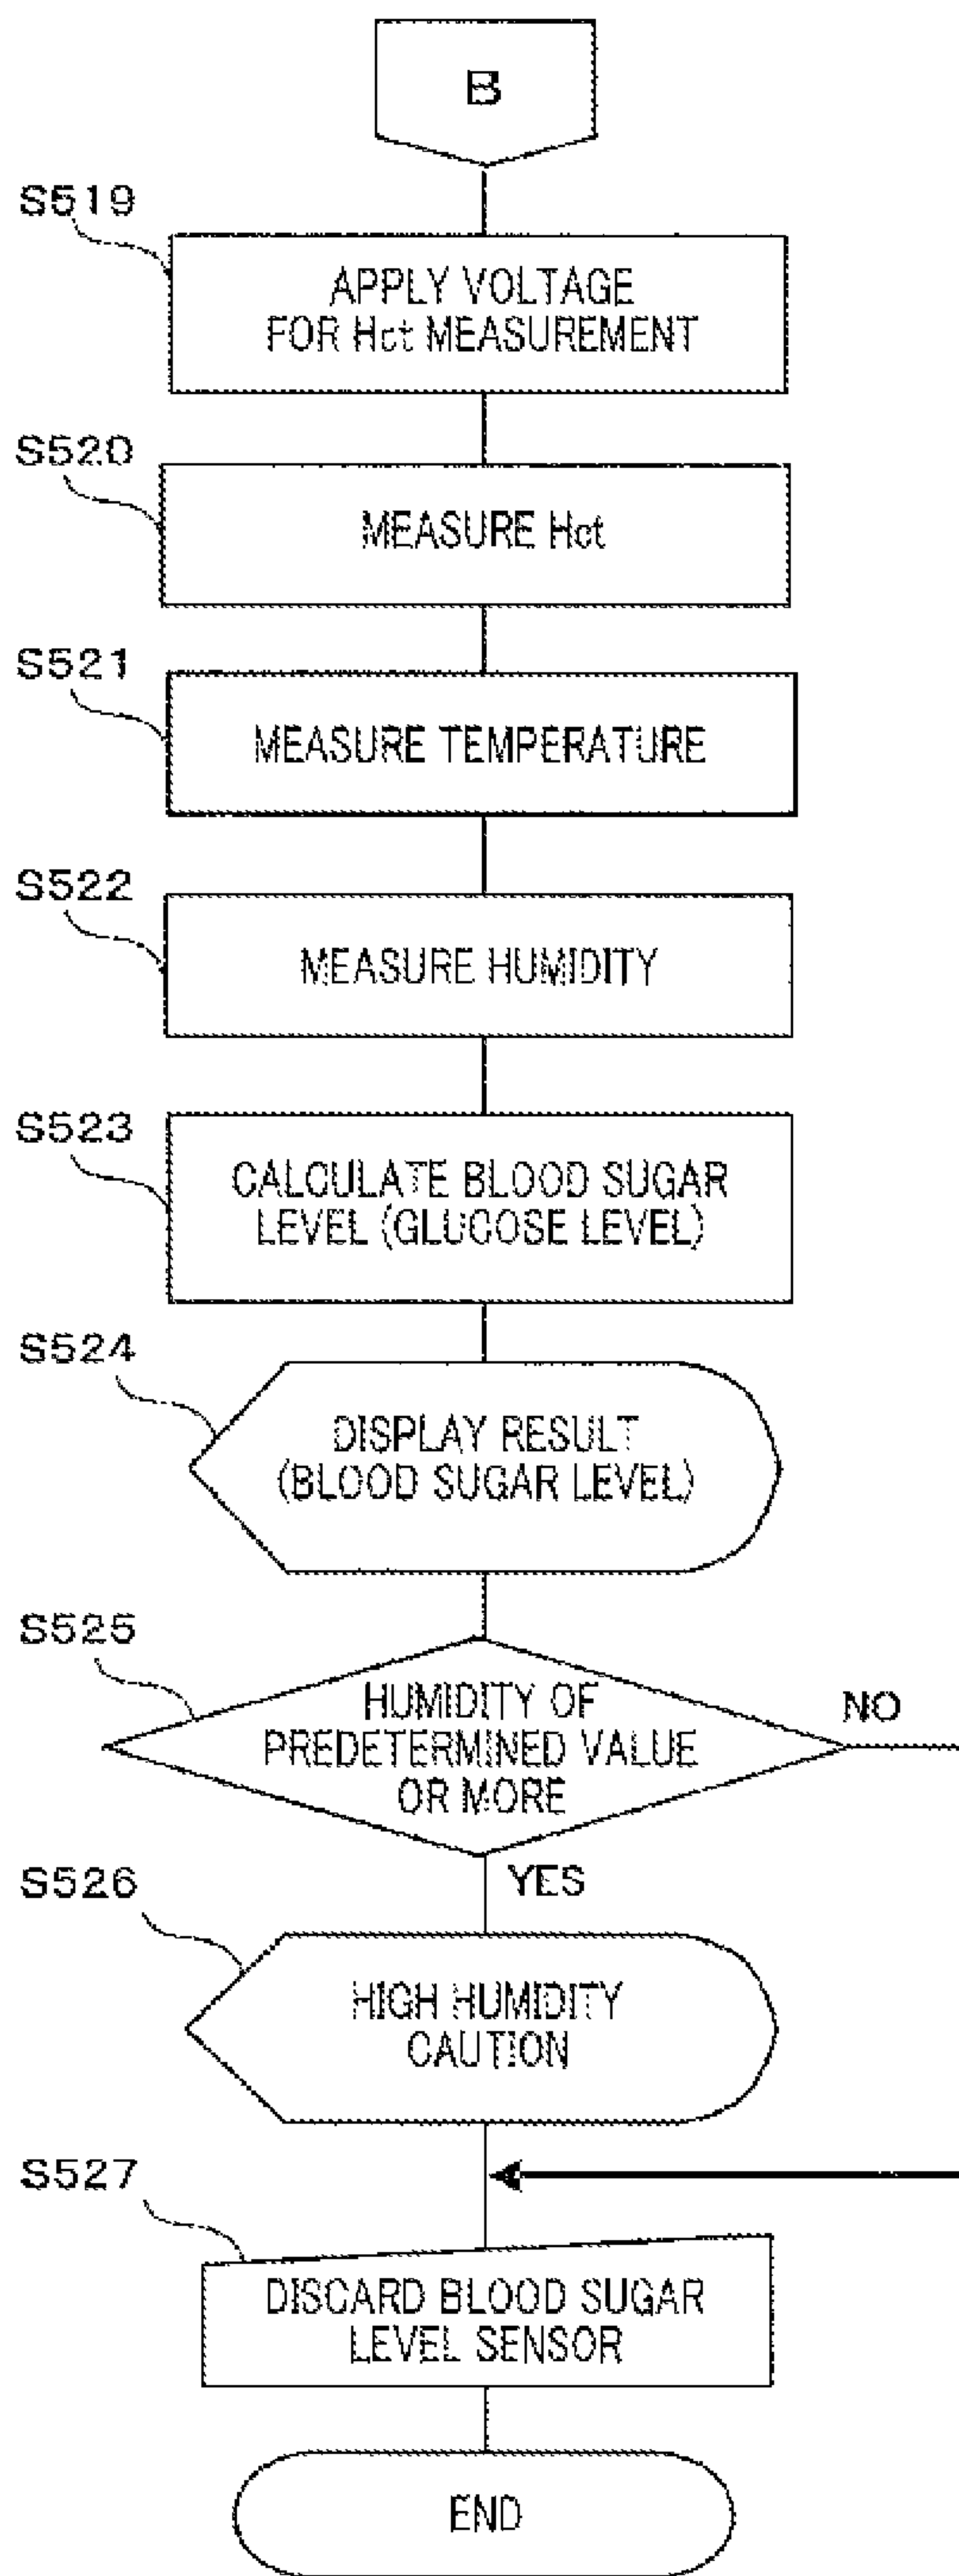 B
S519
APPLY VOLTAGE
FOR Hct MEASUREMENT
S520
MEASURE Hct
S521
MEASURE TEMPERATURE
S522
MEASURE HUMIDITY
S523
CALCULATE BLOOD SUGAR
LEVEL (GLUCOSE LEVEL)
S524
DISPLAY RESULT
(BLOOD SUGAR LEVEL)
S525
HUMIDITY OF
PREDETERMINED VALUE
OR MORE
NO
YES
S526
HIGH HUMIDITY
CAUTION
S527
DISCARD BLOOD SUGAR
LEVEL SENSOR
END